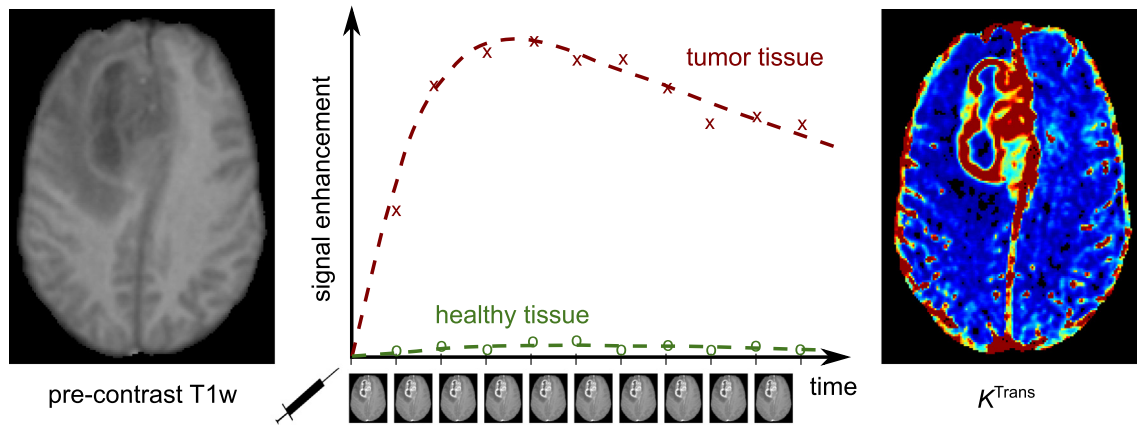 signal enhancement
tumor tissue
healthy tissue
time
pre-contrast T1w
K^Trans